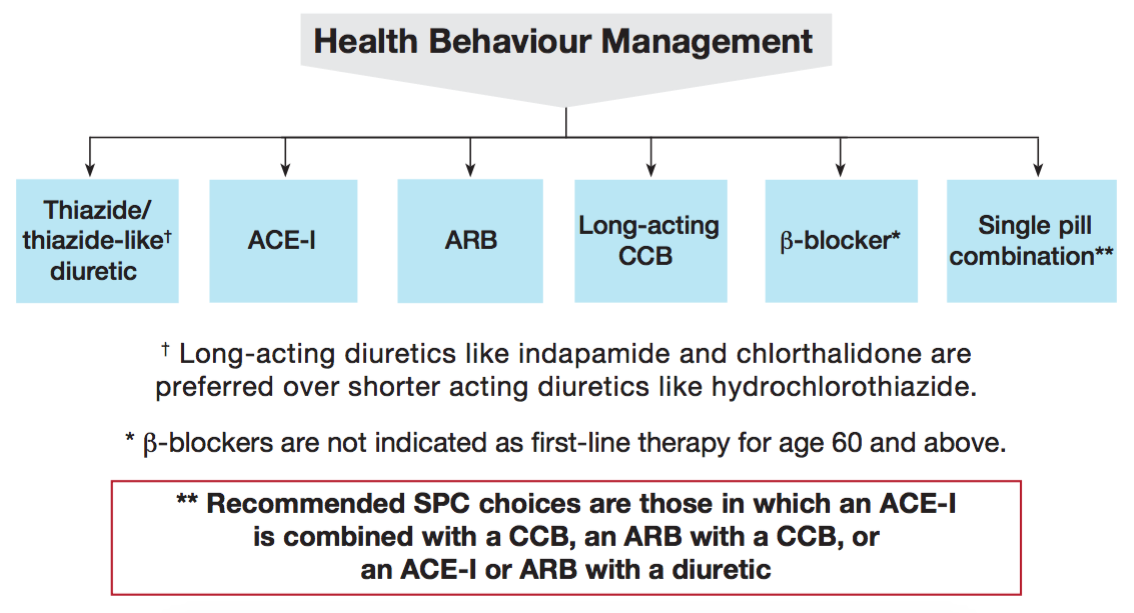 Health Behaviour Management
Thiazide/
thiazide-like†
diuretic
ACE-I
ARB
Long-acting
CCB
β-blocker*
Single pill
combination**
† Long-acting diuretics like indapamide and chlorthalidone are
preferred over shorter acting diuretics like hydrochlorothiazide.
* β-blockers are not indicated as first-line therapy for age 60 and above.
** Recommended SPC choices are those in which an ACE-I
is combined with a CCB, an ARB with a CCB, or
an ACE-I or ARB with a diuretic